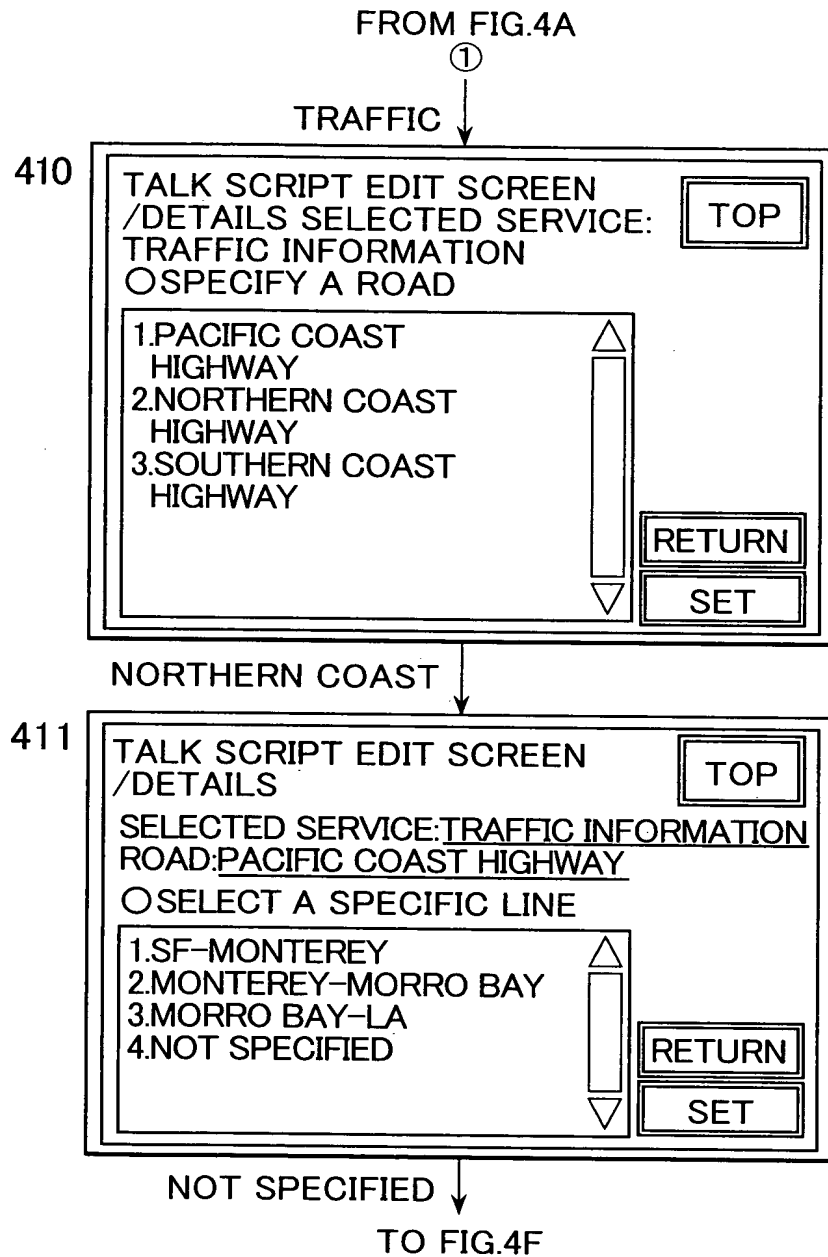 FROM FIG.4A
①
TRAFFIC
410
TALK SCRIPT EDIT SCREEN
/DETAILS SELECTED SERVICE:
TRAFFIC INFORMATION
TOP
○SPECIFY A ROAD
1.PACIFIC COAST
HIGHWAY
2.NORTHERN COAST
HIGHWAY
3.SOUTHERN COAST
HIGHWAY
RETURN
SET
NORTHERN COAST
411
TALK SCRIPT EDIT SCREEN
/DETAILS
TOP
SELECTED SERVICE:TRAFFIC INFORMATION
ROAD:PACIFIC COAST HIGHWAY
○SELECT A SPECIFIC LINE
1.SF-MONTEREY
2.MONTEREY-MORRO BAY
3.MORRO BAY-LA
4.NOT SPECIFIED
RETURN
SET
NOT SPECIFIED
TO FIG.4F